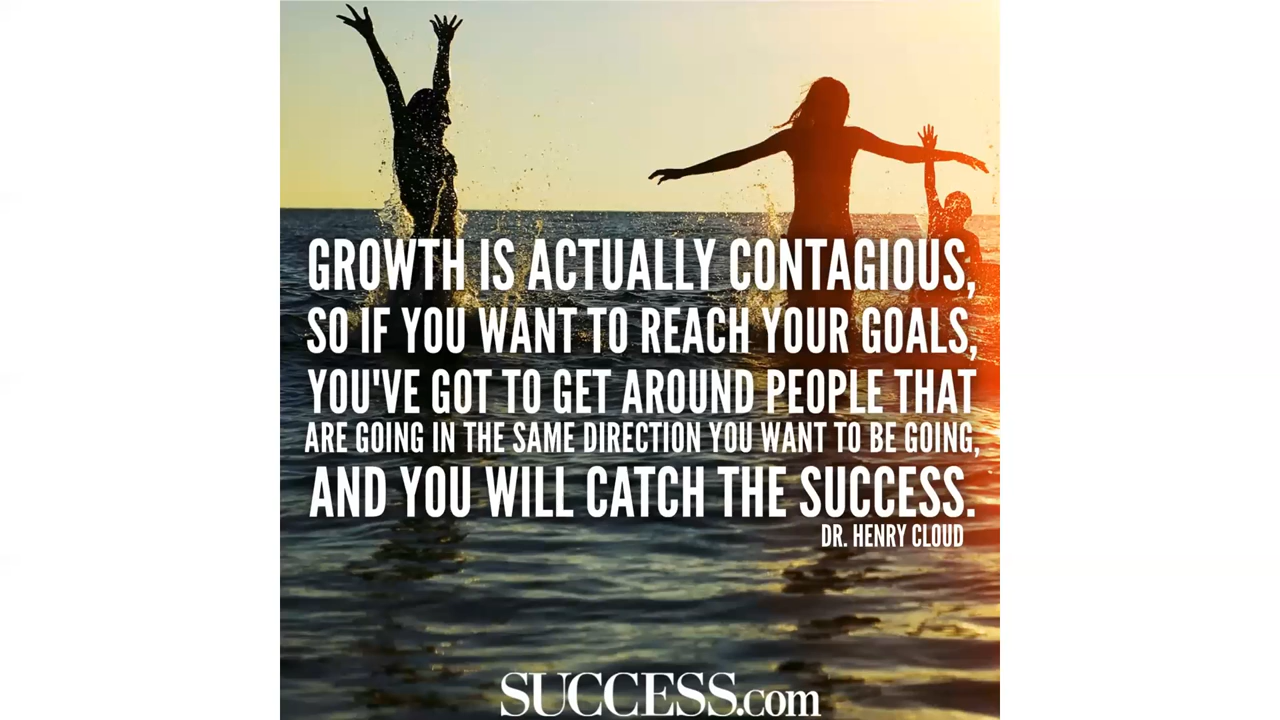 GROWTH IS ACTUALLY CONTAGIOUS,
SO IF YOU WANT TO REACH YOUR GOALS,
YOU'VE GOT TO GET AROUND PEOPLE THAT
ARE GOING IN THE SAME DIRECTION YOU WANT TO BE GOING,
AND YOU WILL CATCH THE SUCCESS.
DR. HENRY CLOUD
SUCCESS.com